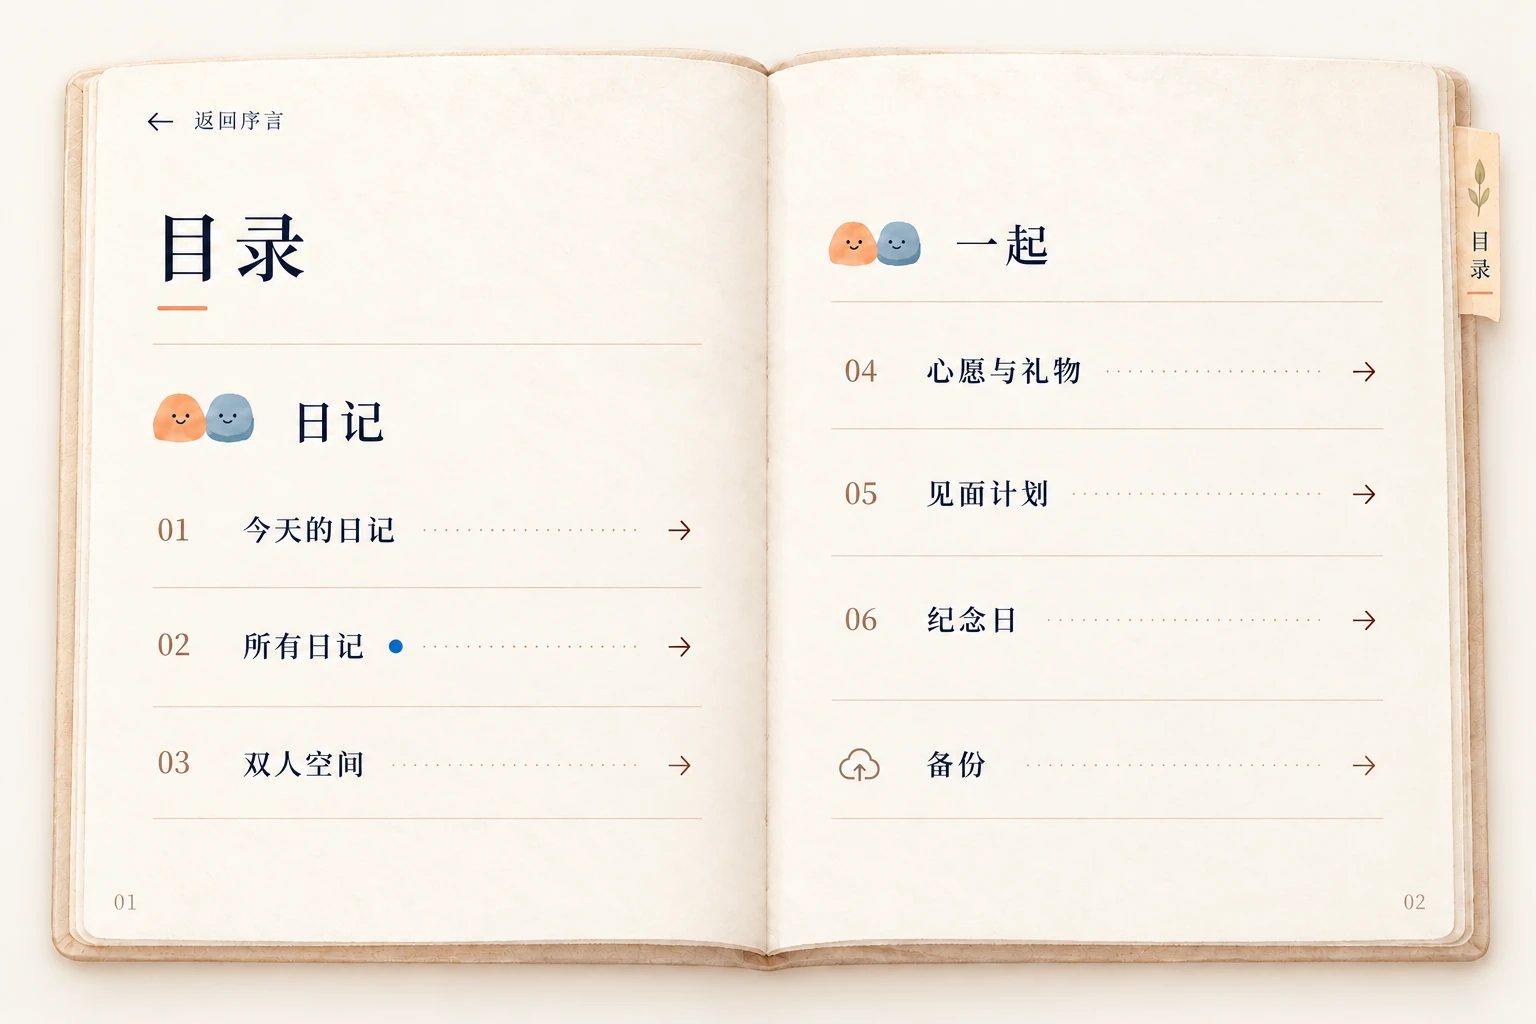 返回序言
目录
日记
01 今天的日记
02 所有日记
03 双人空间
01
一起
04 心愿与礼物
05 见面计划
06 纪念日
备份
02
目录